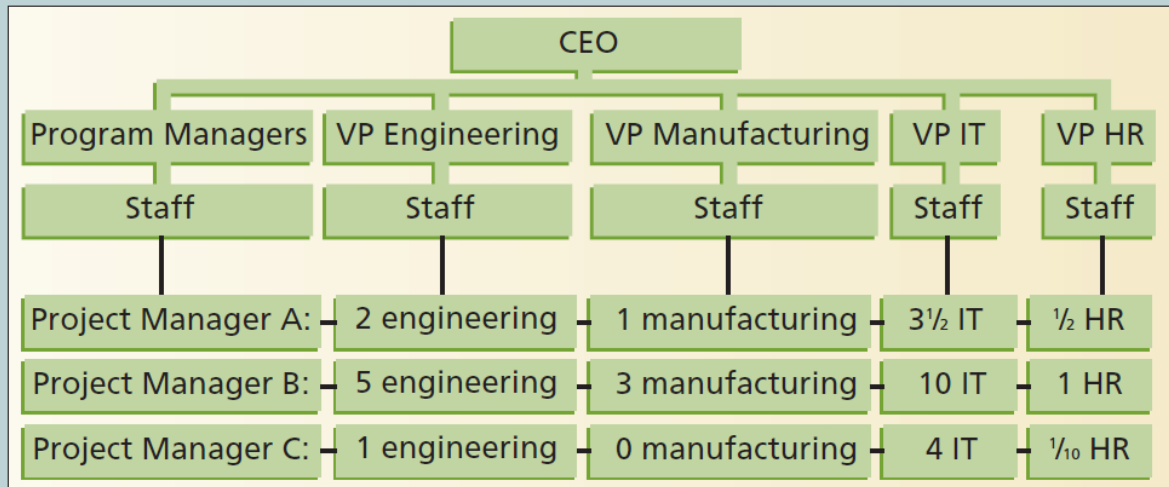 CEO
Program Managers VP Engineering VP Manufacturing VP IT VP HR
Staff Staff Staff Staff Staff
Project Manager A: 2 engineering 1 manufacturing 3½ IT ½ HR
Project Manager B: 5 engineering 3 manufacturing 10 IT 1 HR
Project Manager C: 1 engineering 0 manufacturing 4 IT 1/10 HR